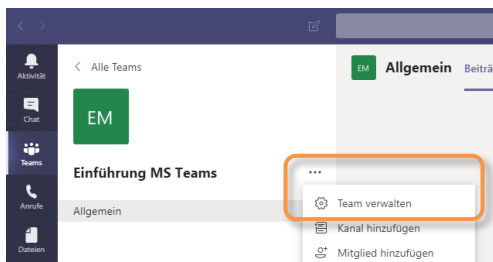 Aktivität
Chat
Teams
Anrufe
Dateien
Alle Teams
EM
Einführung MS Teams
Allgemein
EM Allgemein Beiträ
...
Team verwalten
Kanal hinzufügen
Mitglied hinzufügen